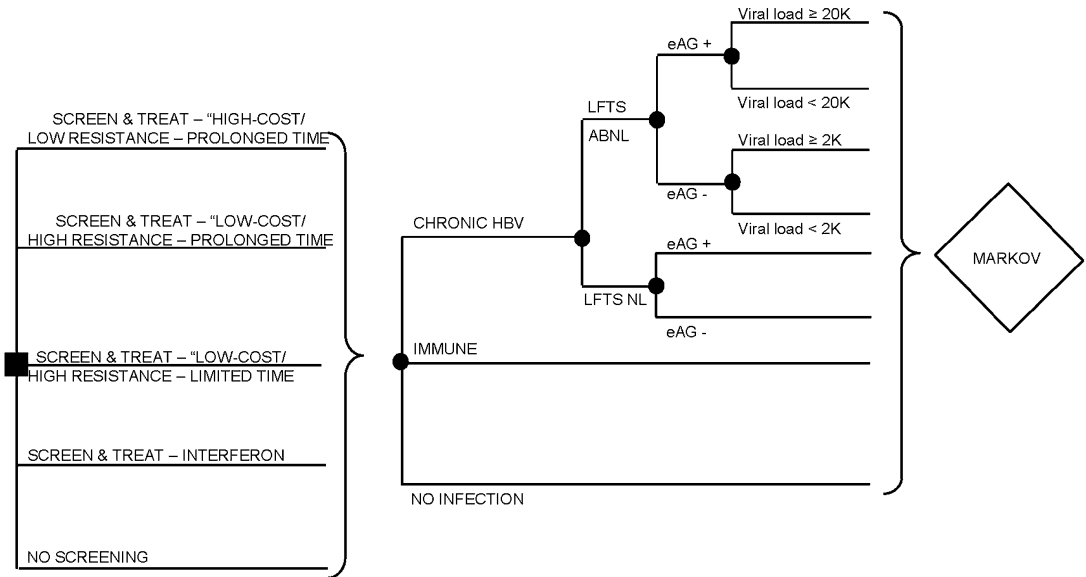 SCREEN & TREAT – “HIGH-COST/
LOW RESISTANCE – PROLONGED TIME
SCREEN & TREAT – “LOW-COST/
HIGH RESISTANCE – PROLONGED TIME
SCREEN & TREAT – “LOW-COST/
HIGH RESISTANCE – LIMITED TIME
SCREEN & TREAT – INTERFERON
NO SCREENING
CHRONIC HBV
IMMUNE
NO INFECTION
LFTS
ABNL
LFTS NL
eAG +
eAG -
eAG +
eAG -
Viral load ≥ 20K
Viral load < 20K
Viral load ≥ 2K
Viral load < 2K
MARKOV